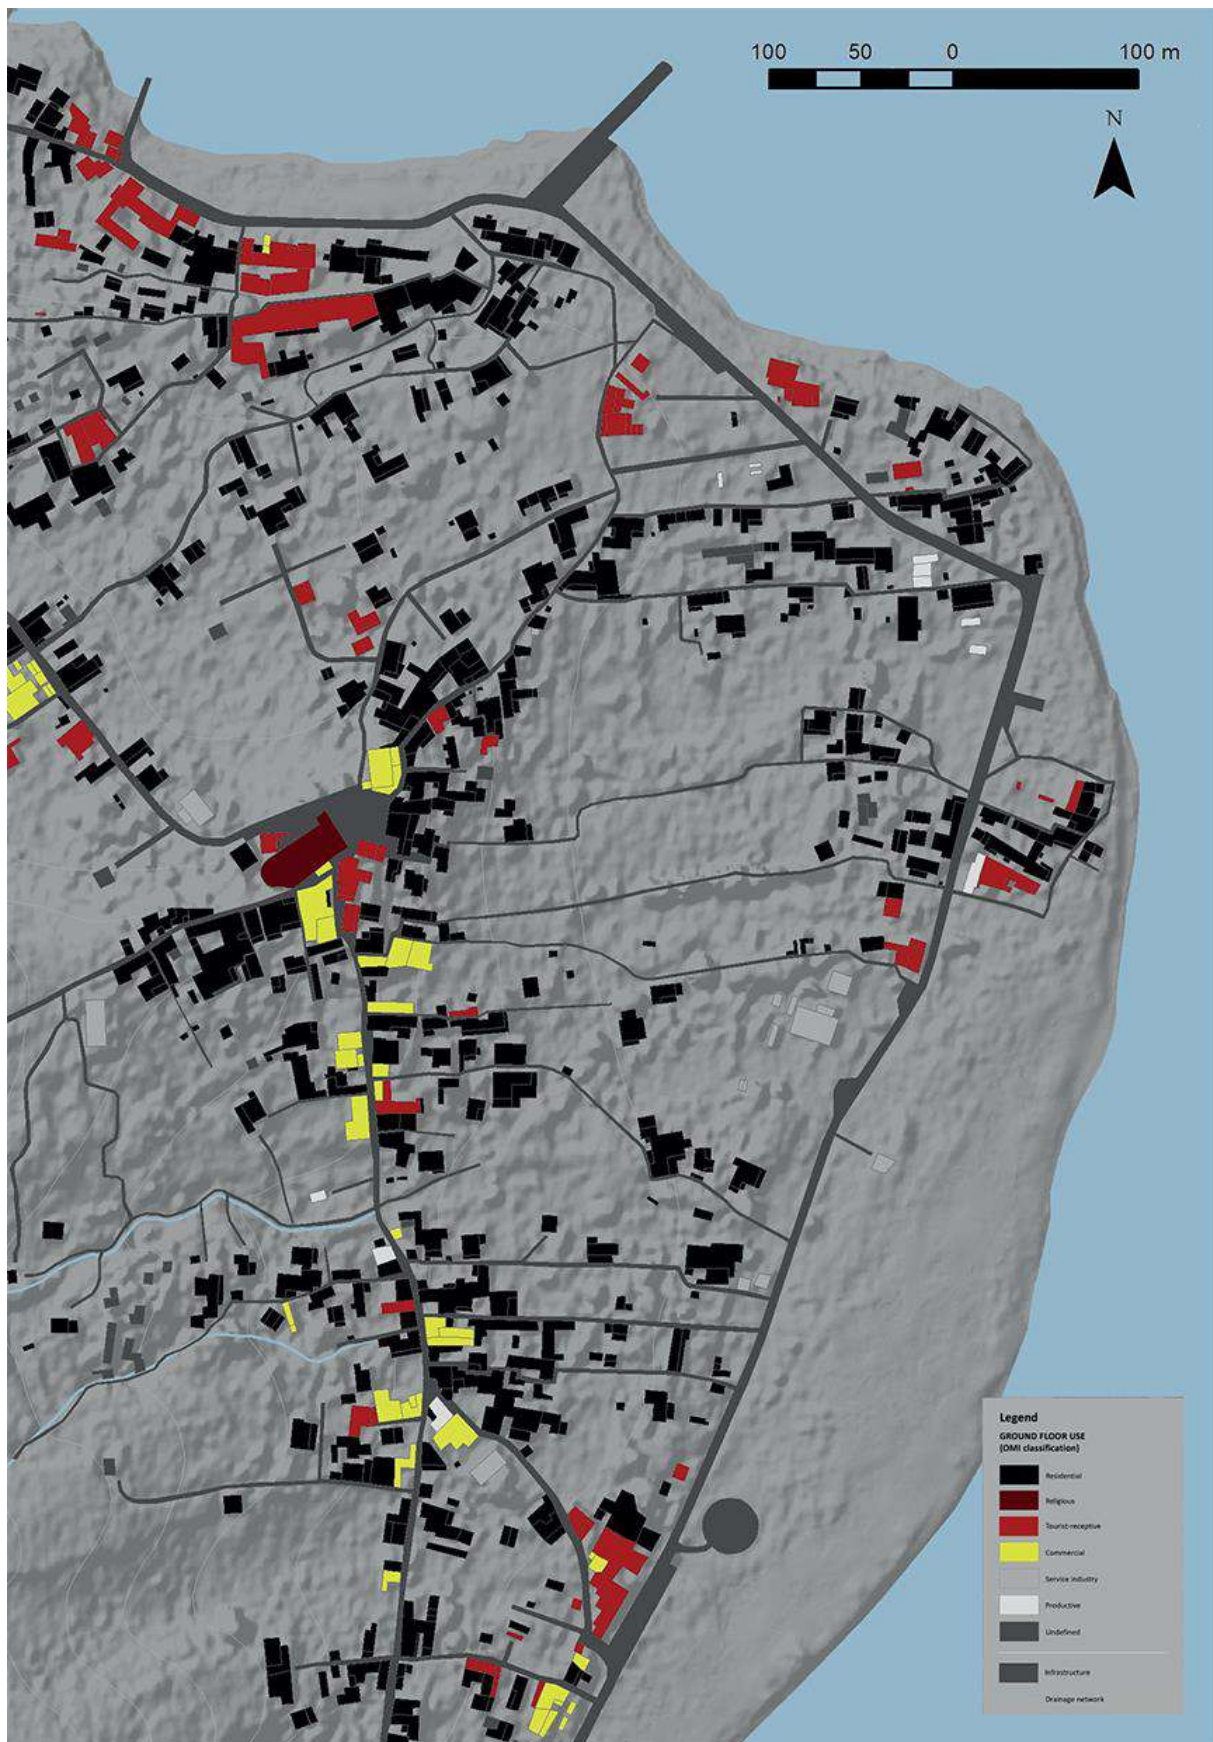 100 50 0 100 m
N
Legend
GROUND FLOOR USE
(OMI classification)
Residential
Religious
Tourist-receptive
Commercial
Service industry
Productive
Undefined
Infrastructure
Drainage network